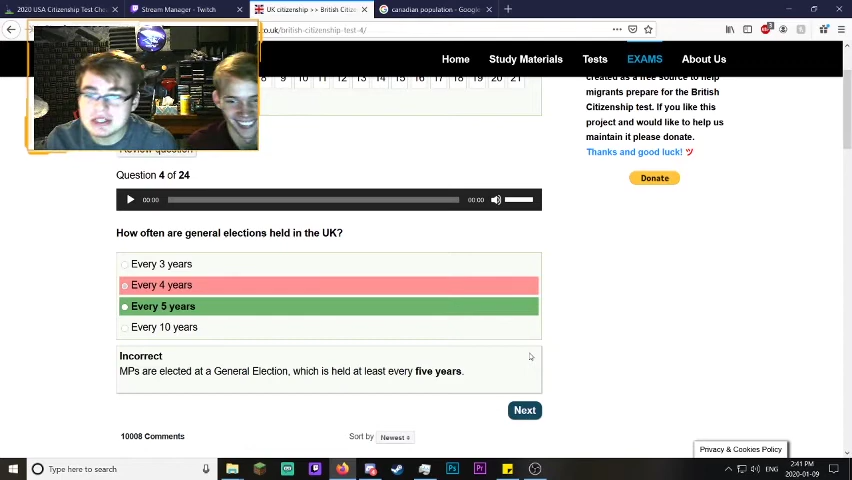 2020 USA Citizenship Test Chea
Stream Manager - Twitch
UK citizenship >> British Citizen
canadian population - Google
.uk/british-citizenship-test-4/
Home
Study Materials
Tests
EXAMS
About Us
8 9 10 11 12 13 14 15 16 17 18 19 20 21
created as a free source to help
migrants prepare for the British
Citizenship test. If you like this
project and would like to help us
maintain it please donate.
Thanks and good luck! ツ
Donate
Review question
Question 4 of 24
00:00
00:00
How often are general elections held in the UK?
Every 3 years
Every 4 years
Every 5 years
Every 10 years
Incorrect
MPs are elected at a General Election, which is held at least every five years.
Next
10008 Comments
Sort by
Newest
Privacy & Cookies Policy
Type here to search
Ps
Pr
ENG
2:41 PM
2020-01-09